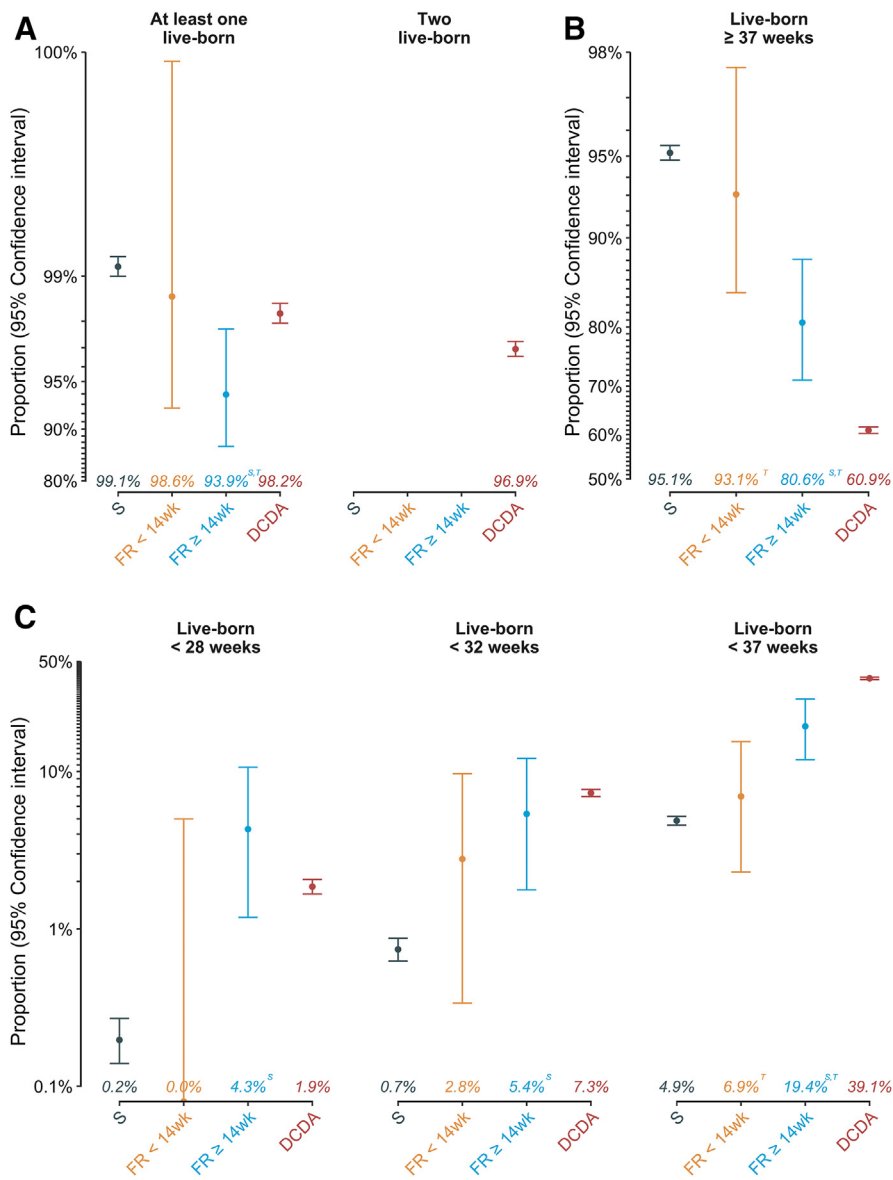 A
At least one
live-born
Two
live-born
Proportion (95% Confidence interval)
100%
99%
95%
90%
80%
99.1% 98.6% 93.9% S,T 98.2% 96.9%
S
FR < 14wk
FR ≥ 14wk
DCDA
S
FR < 14wk
FR ≥ 14wk
DCDA
B
Live-born
≥ 37 weeks
Proportion (95% Confidence interval)
98%
95%
90%
80%
70%
60%
50%
95.1% 93.1% T 80.6% S,T 60.9%
S
FR < 14wk
FR ≥ 14wk
DCDA
C
Live-born
< 28 weeks
Live-born
< 32 weeks
Live-born
< 37 weeks
Proportion (95% Confidence interval)
50%
10%
1%
0.1%
0.2% 0.0% 4.3% S 1.9% 0.7% 2.8% 5.4% S 7.3% 4.9% 6.9% T 19.4% S,T 39.1%
S
FR < 14wk
FR ≥ 14wk
DCDA
S
FR < 14wk
FR ≥ 14wk
DCDA
S
FR < 14wk
FR ≥ 14wk
DCDA